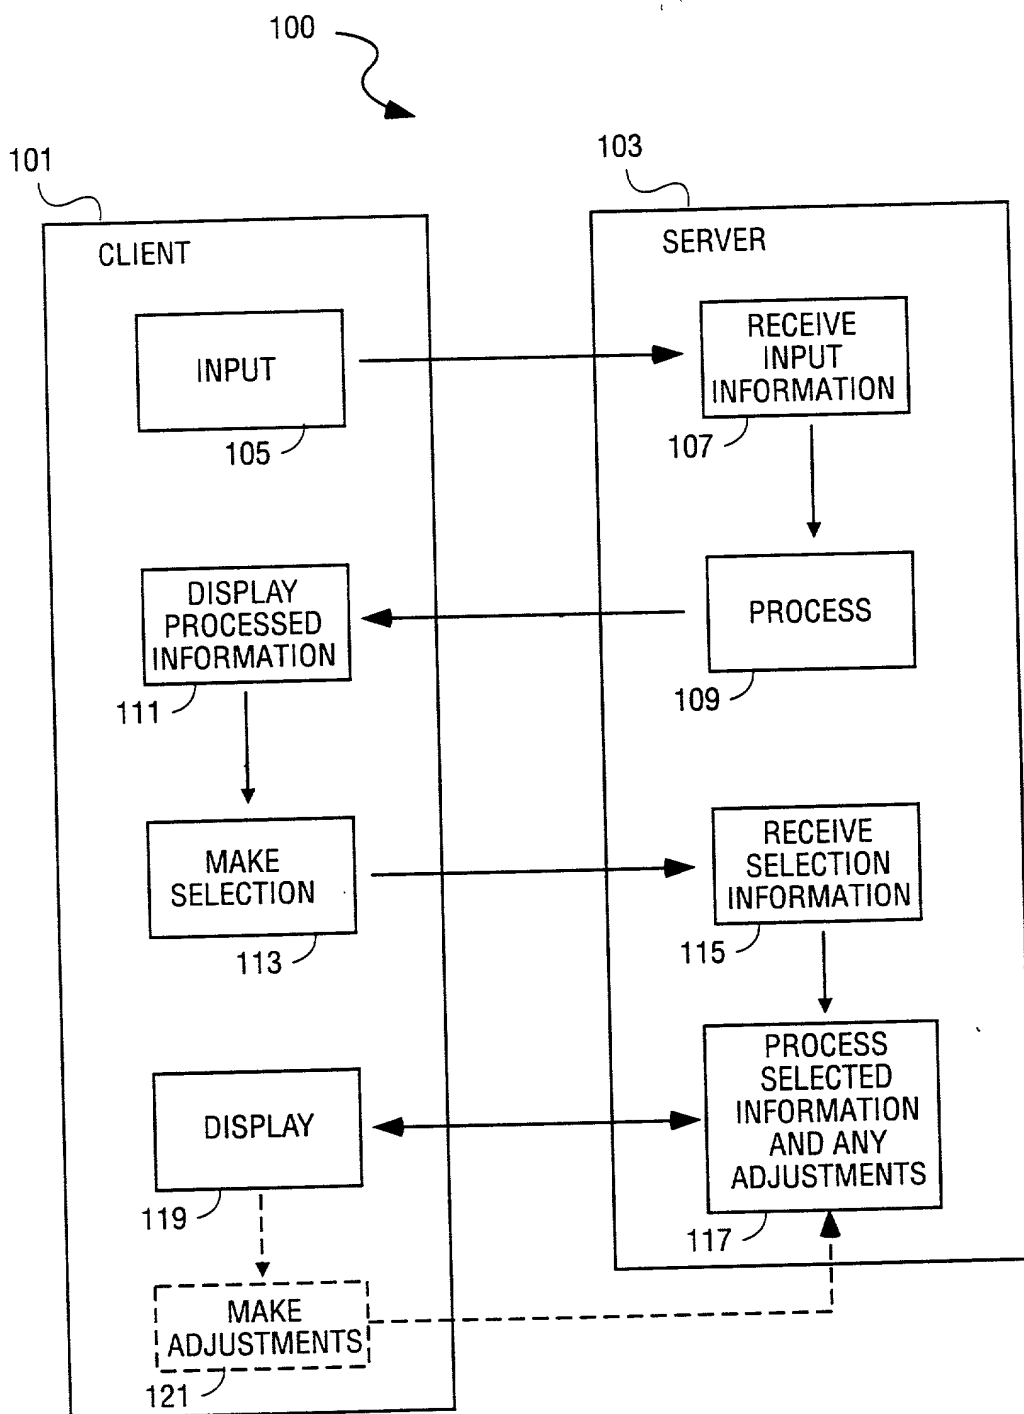 100
101
103
CLIENT
SERVER
INPUT
105
RECEIVE
INPUT
INFORMATION
107
DISPLAY
PROCESSED
INFORMATION
111
PROCESS
109
MAKE
SELECTION
113
RECEIVE
SELECTION
INFORMATION
115
DISPLAY
119
PROCESS
SELECTED
INFORMATION
AND ANY
ADJUSTMENTS
117
MAKE
ADJUSTMENTS
121